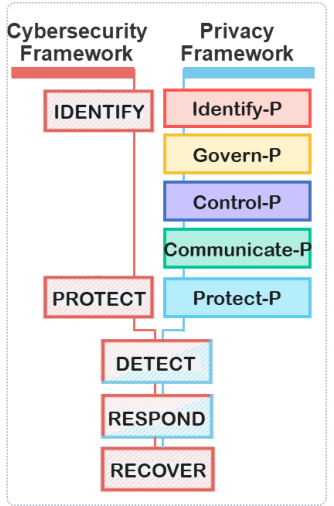 Cybersecurity
Framework
Privacy
Framework
IDENTIFY
Identify-P
Govern-P
Control-P
Communicate-P
PROTECT
Protect-P
DETECT
RESPOND
RECOVER